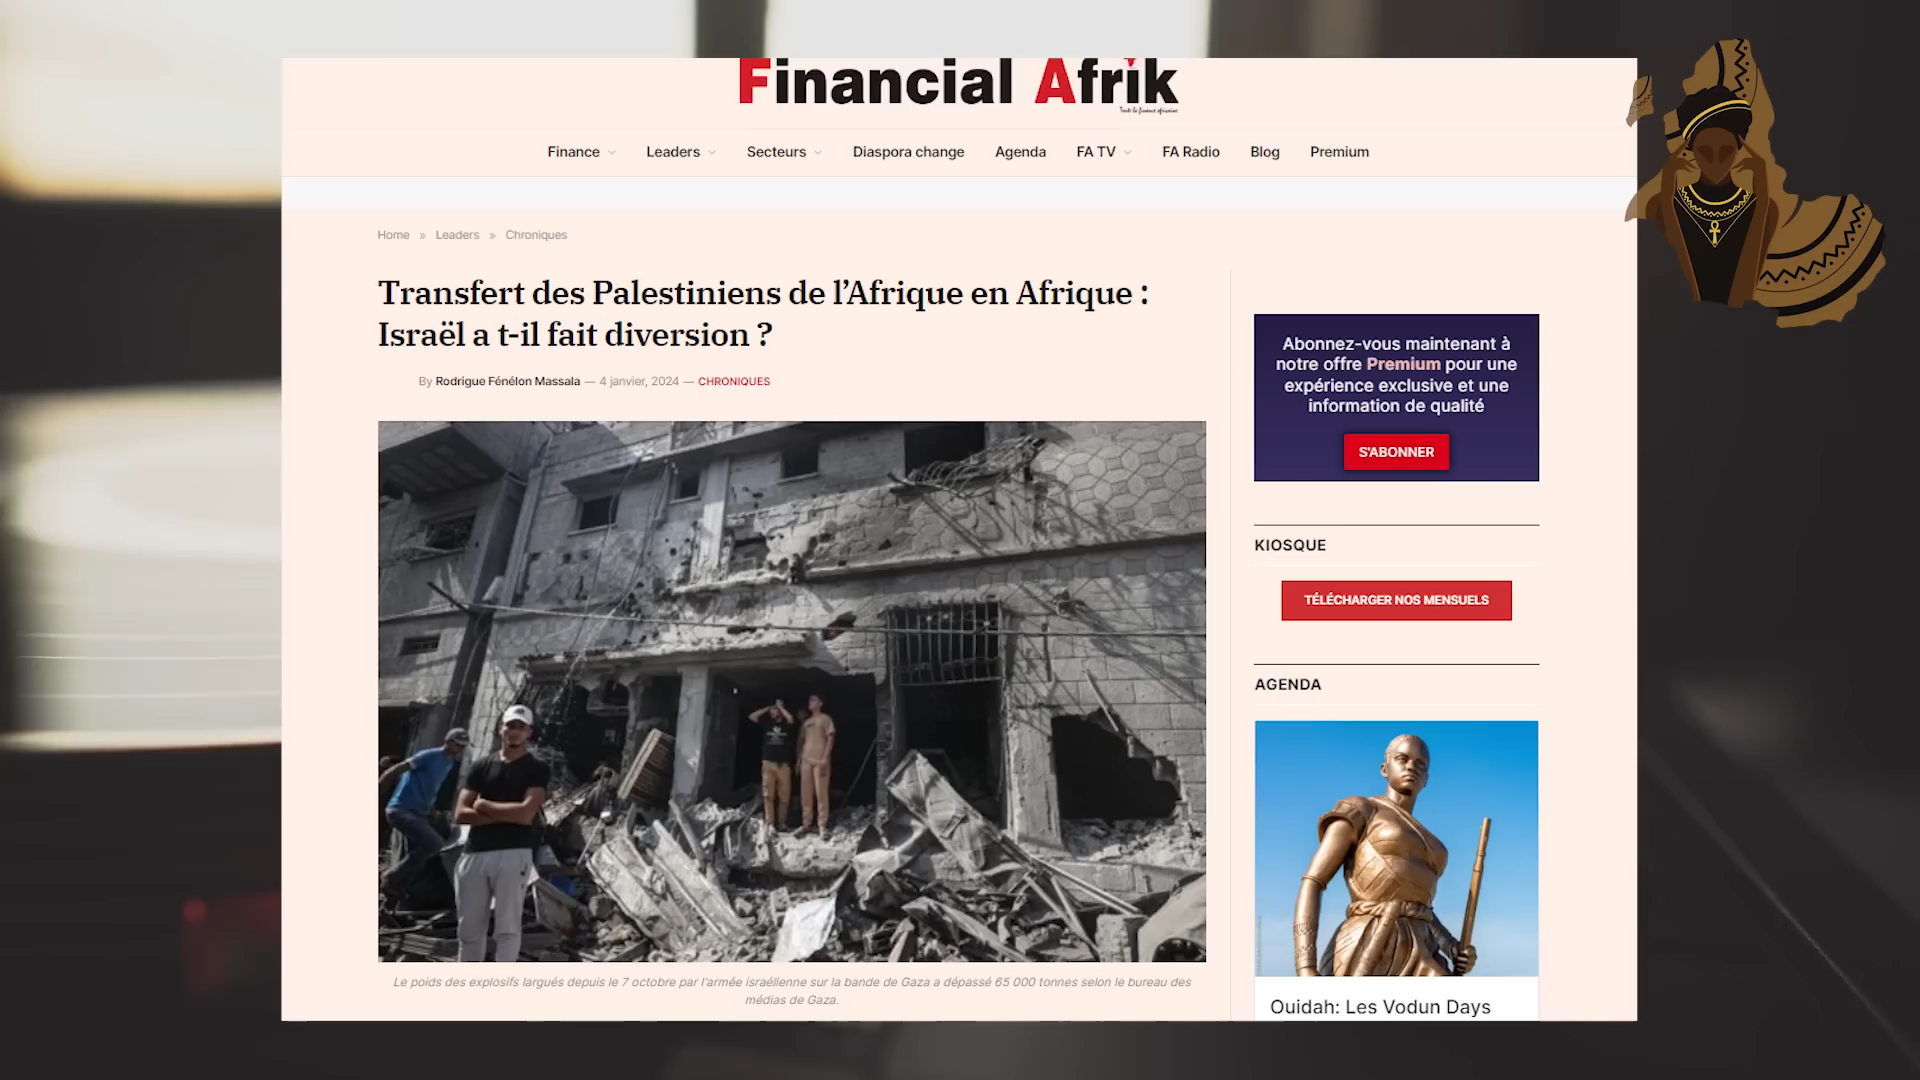 Financial Afrik
Toute la finance africaine
Finance Leaders Secteurs Diaspora change Agenda FA TV FA Radio Blog Premium
Home » Leaders » Chroniques
Transfert des Palestiniens de l’Afrique en Afrique :
Israël a t-il fait diversion ?
By Rodrigue Fénélon Massala — 4 janvier, 2024 — CHRONIQUES
Le poids des explosifs largués depuis le 7 octobre par l'armée israélienne sur la bande de Gaza a dépassé 65 000 tonnes selon le bureau des
médias de Gaza.
Abonnez-vous maintenant à
notre offre Premium pour une
expérience exclusive et une
information de qualité
S'ABONNER
KIOSQUE
TÉLÉCHARGER NOS MENSUELS
AGENDA
Ouidah: Les Vodun Days